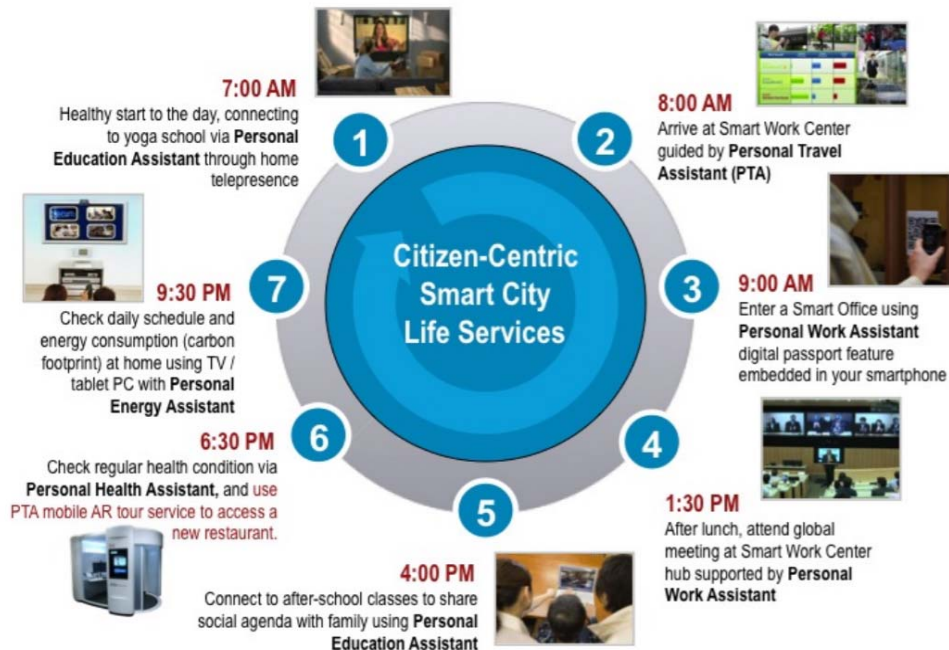 7:00 AM
Healthy start to the day, connecting
to yoga school via Personal
Education Assistant through home
telepresence
1
2
8:00 AM
Arrive at Smart Work Center
guided by Personal Travel
Assistant (PTA)
Citizen-Centric
Smart City
Life Services
3
9:00 AM
Enter a Smart Office using
Personal Work Assistant
digital passport feature
embedded in your smartphone
4
1:30 PM
After lunch, attend global
meeting at Smart Work Center
hub supported by Personal
Work Assistant
5
4:00 PM
Connect to after-school classes to share
social agenda with family using Personal
Education Assistant
6
6:30 PM
Check regular health condition via
Personal Health Assistant, and use
PTA mobile AR tour service to access a
new restaurant.
7
9:30 PM
Check daily schedule and
energy consumption (carbon
footprint) at home using TV /
tablet PC with Personal
Energy Assistant